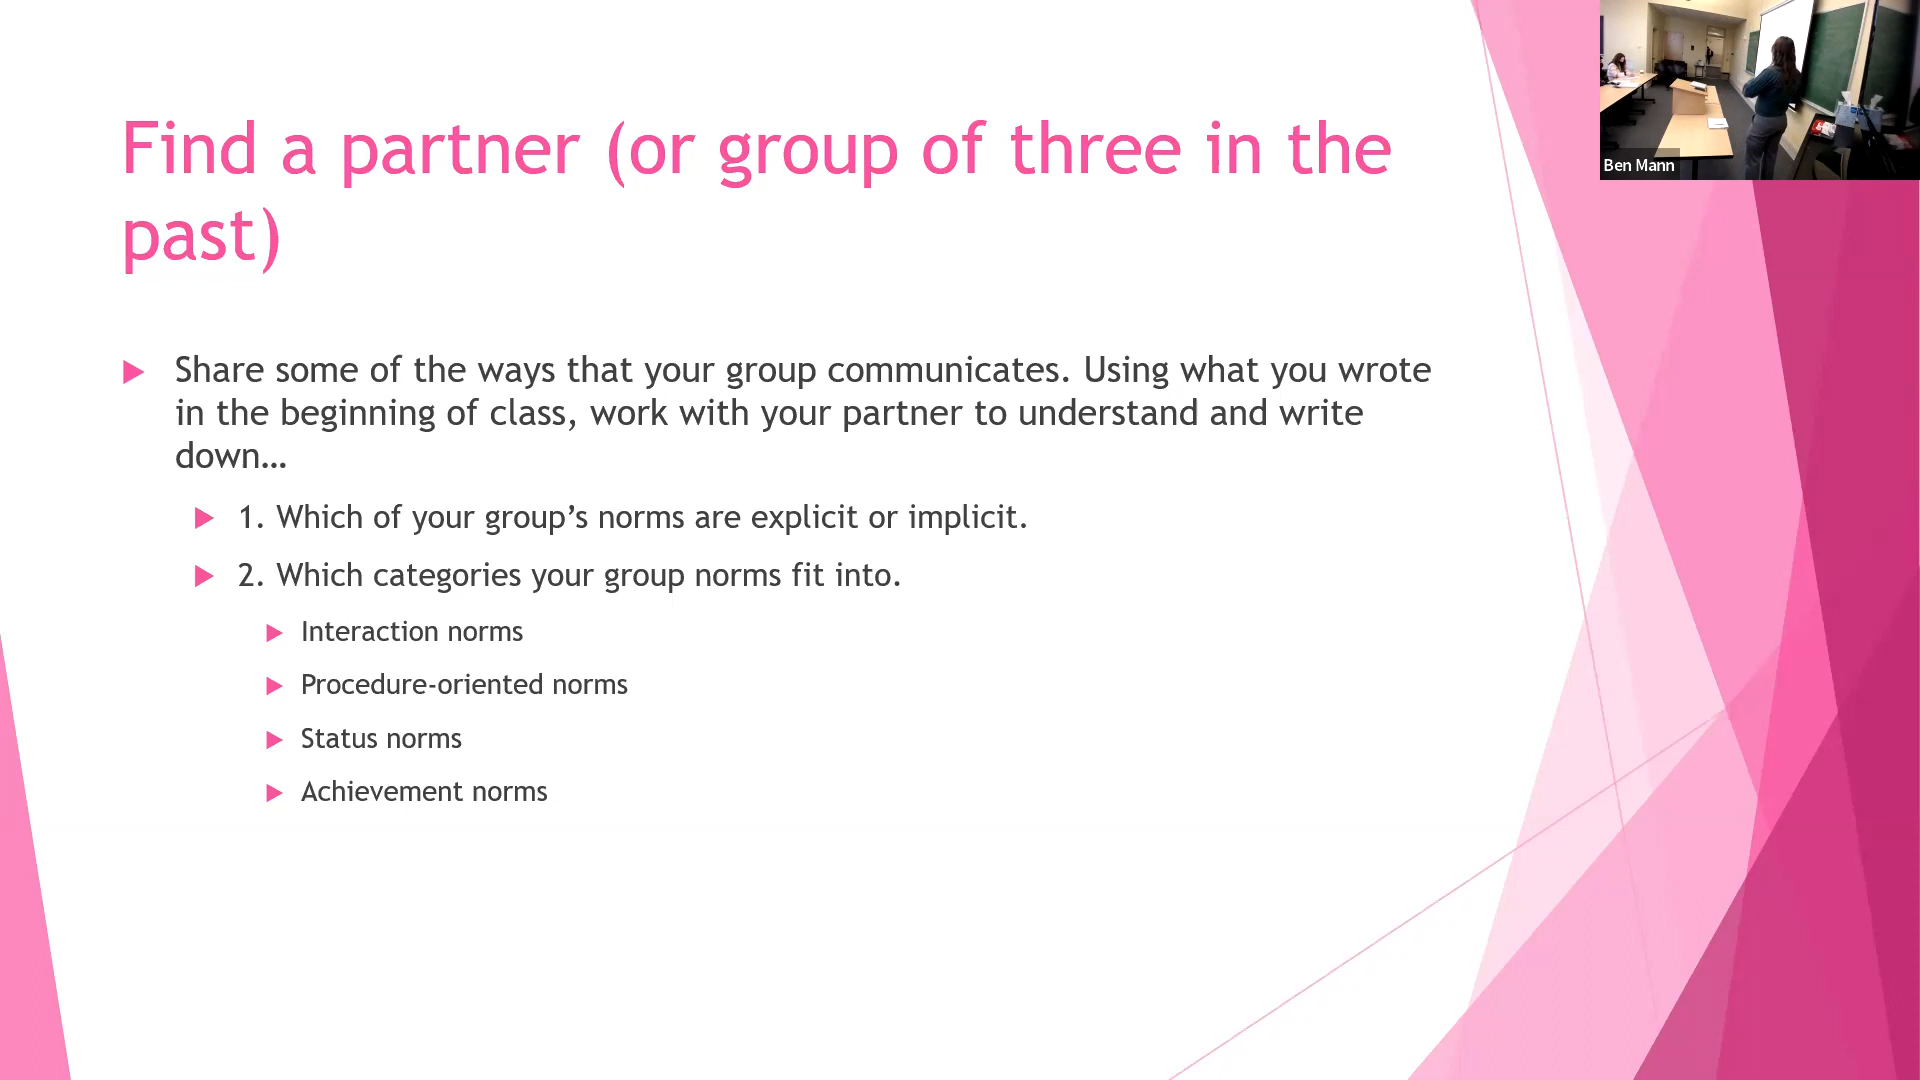 Find a partner (or group of three in the
past)
Share some of the ways that your group communicates. Using what you wrote
in the beginning of class, work with your partner to understand and write
down…
1. Which of your group’s norms are explicit or implicit.
2. Which categories your group norms fit into.
Interaction norms
Procedure-oriented norms
Status norms
Achievement norms
Ben Mann